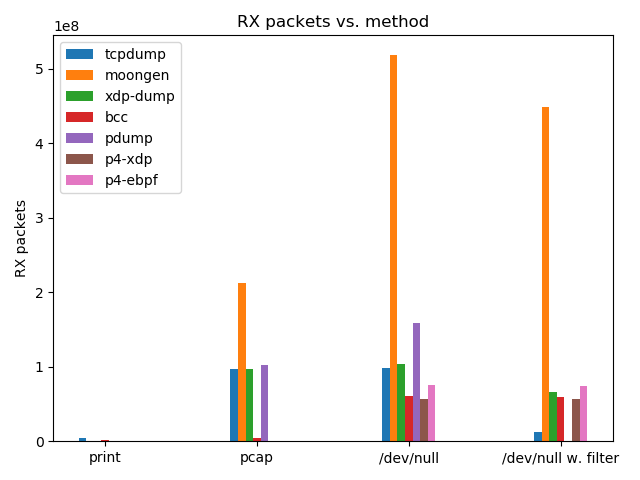 RX packets vs. method
1e8
tcpdump
moongen
xdp-dump
bcc
pdump
p4-xdp
p4-ebpf
RX packets
5
4
3
2
1
0
print
pcap
/dev/null
/dev/null w. filter